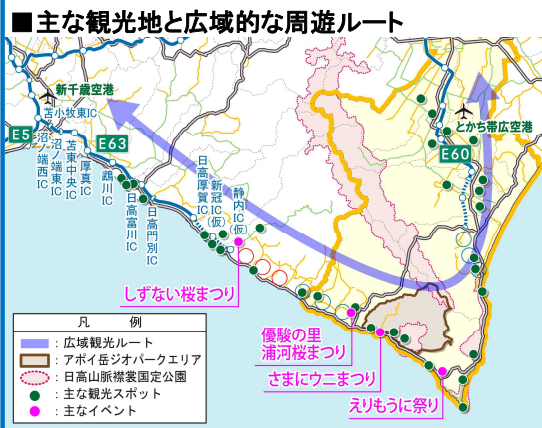 ■主な観光地と広域的な周遊ルート
新千歳空港
とかち帯広空港
苫小牧東IC
沼ノ端西IC
沼ノ端東IC
苫東中央IC
厚真IC
鵡川IC
日高富川IC
日高門別IC
日高厚賀IC
新冠IC(仮)
静内IC(仮)
E5
E63
E60
しずない桜まつり
優駿の里
浦河桜まつり
さまにウニまつり
えりもうに祭り
凡 例
:広域観光ルート
:アポイ岳ジオパークエリア
:日高山脈襟裳国定公園
:主な観光スポット
:主なイベント